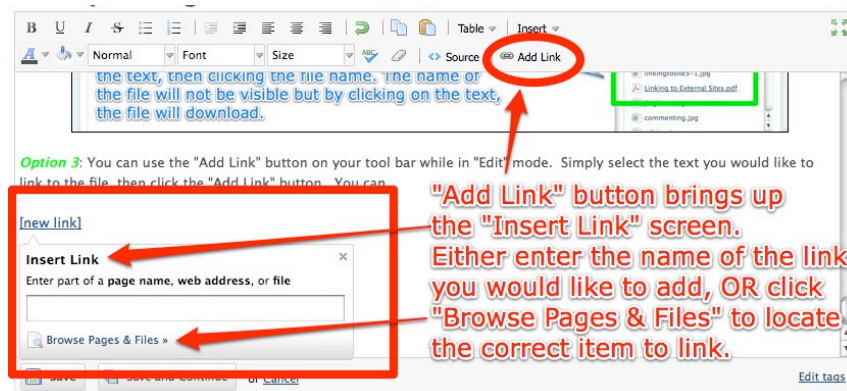 B U I S Table Insert
A Normal Font Size ABC Source Add Link
the text, then clicking the file name. The name of
the file will not be visible but by clicking on the text,
the file will download.
linkingtosite3-1.jpg
Linking to External Sites.pdf
commenting.jpg
Option 3: You can use the "Add Link" button on your tool bar while in "Edit" mode. Simply select the text you would like to
link to the file, then click the "Add Link" button. You can
[new link]
Insert Link
Enter part of a page name, web address, or file
Browse Pages & Files »
"Add Link" button brings up
the "Insert Link" screen.
Either enter the name of the link
you would like to add, OR click
"Browse Pages & Files" to locate
the correct item to link.
Save Save and Continue or Cancel Edit tags